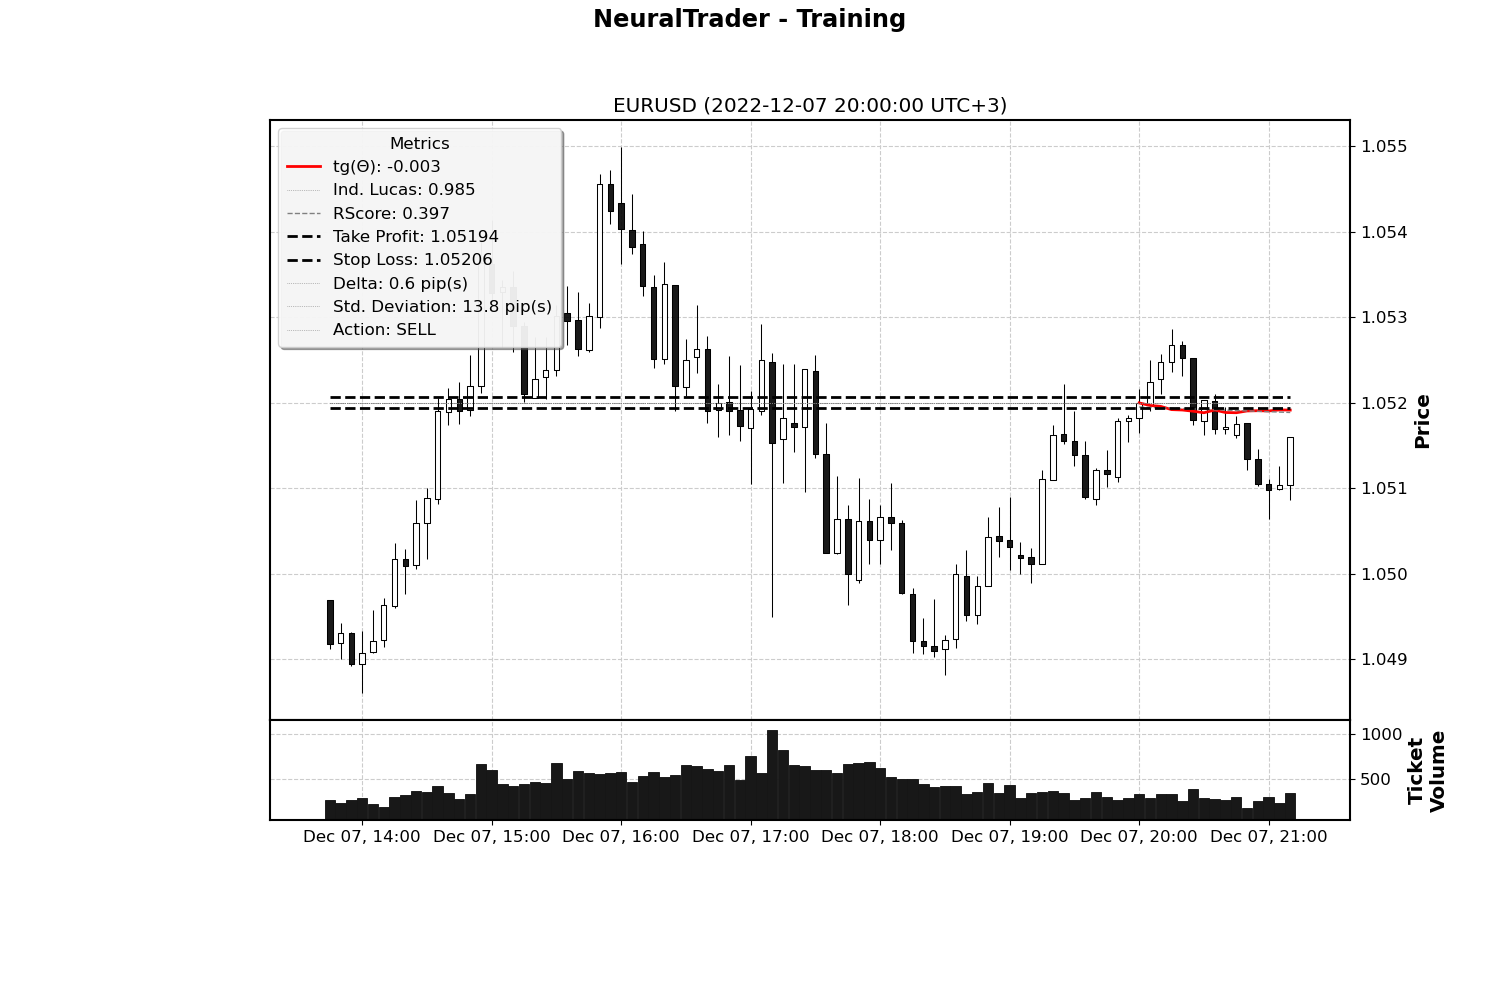 NeuralTrader - Training
EURUSD (2022-12-07 20:00:00 UTC+3)
Metrics
tg(Θ): -0.003
Ind. Lucas: 0.985
RScore: 0.397
Take Profit: 1.05194
Stop Loss: 1.05206
Delta: 0.6 pip(s)
Std. Deviation: 13.8 pip(s)
Action: SELL
1.055
1.054
1.053
1.052
1.051
1.050
1.049
Price
1000
500
Ticket
Volume
Dec 07, 14:00
Dec 07, 15:00
Dec 07, 16:00
Dec 07, 17:00
Dec 07, 18:00
Dec 07, 19:00
Dec 07, 20:00
Dec 07, 21:00